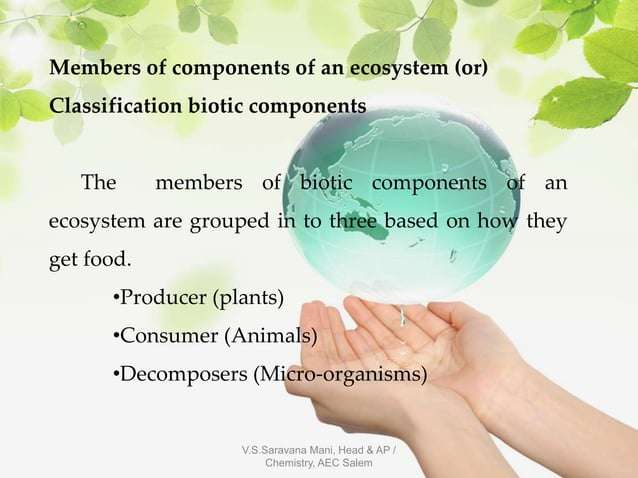 Members of components of an ecosystem (or)
Classification biotic components
The members of biotic components of an
ecosystem are grouped in to three based on how they
get food.
•Producer (plants)
•Consumer (Animals)
•Decomposers (Micro-organisms)
V.S.Saravana Mani, Head & AP /
Chemistry, AEC Salem